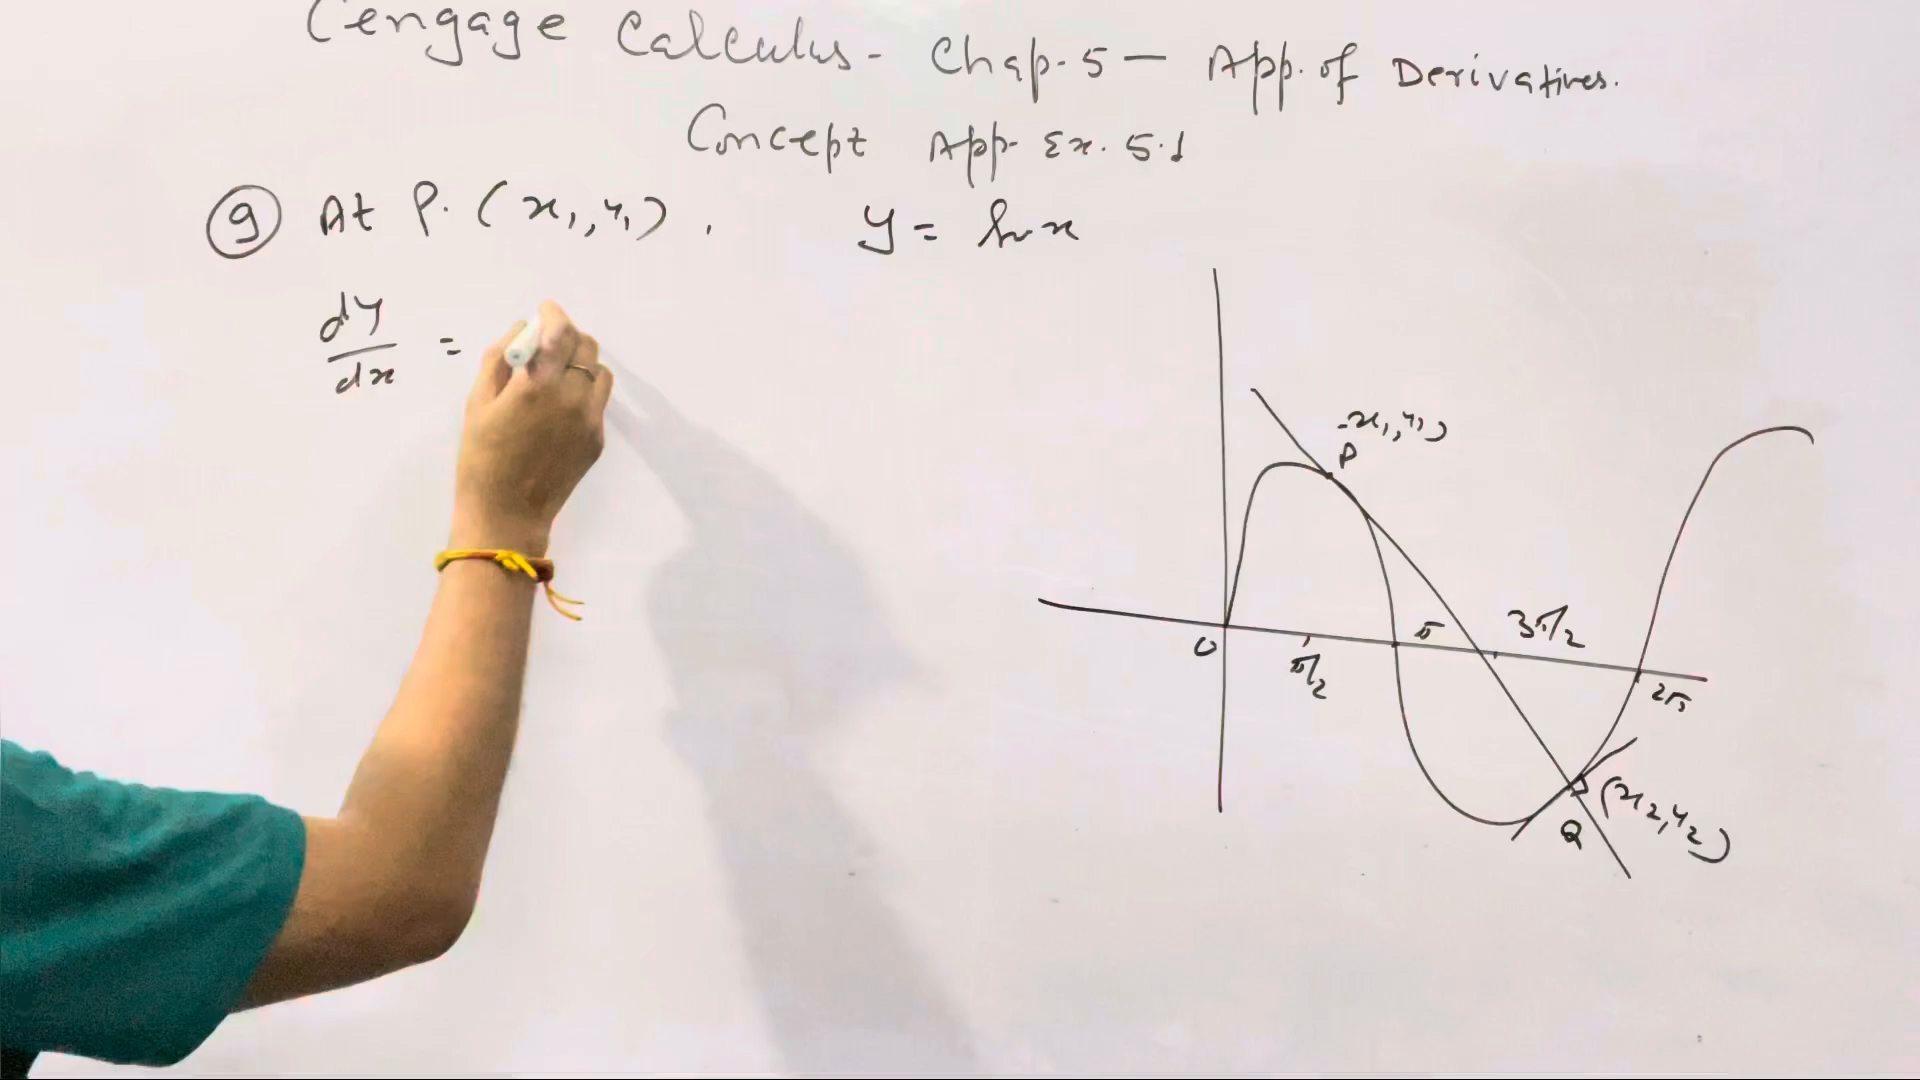 Cengage Calculus - Chap. 5 - App. of Derivatives.
Concept App. Ex. 5.1
9 At P. (x₁, y₁). y = sin x
dy/dx =
x₁, y₁)
P
O π/2 π 3π/2 2π
Q (x₂, y₂)